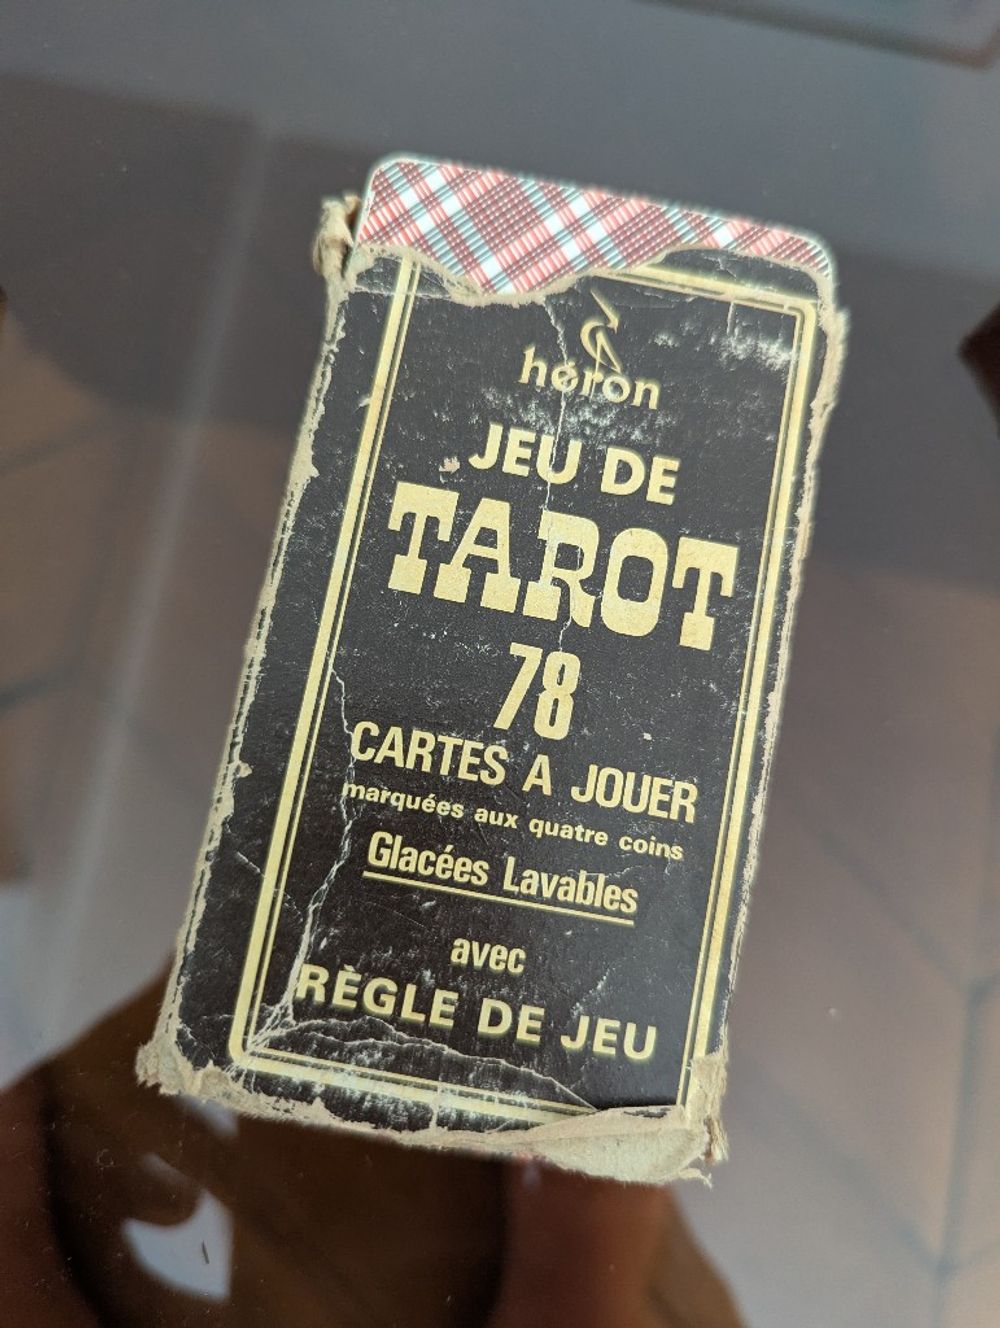 heron
JEU DE
TAROT
78
CARTES A JOUER
marquées aux quatre coins
Glacées Lavables
avec
RÈGLE DE JEU